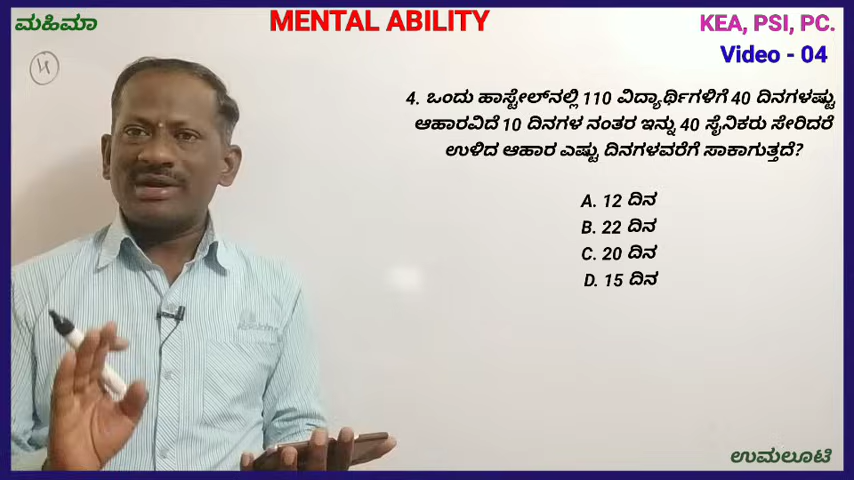 ಮಹಿಮಾ
MENTAL ABILITY
KEA, PSI, PC.
Video - 04
4
4. ಒಂದು ಹಾಸ್ಟೇಲ್‌ನಲ್ಲಿ 110 ವಿದ್ಯಾರ್ಥಿಗಳಿಗೆ 40 ದಿನಗಳಷ್ಟು
ಆಹಾರವಿದೆ 10 ದಿನಗಳ ನಂತರ ಇನ್ನು 40 ಸೈನಿಕರು ಸೇರಿದರೆ
ಉಳಿದ ಆಹಾರ ಎಷ್ಟು ದಿನಗಳವರೆಗೆ ಸಾಕಾಗುತ್ತದೆ?
A. 12 ದಿನ
B. 22 ದಿನ
C. 20 ದಿನ
D. 15 ದಿನ
ಉಮಲೂಟಿ